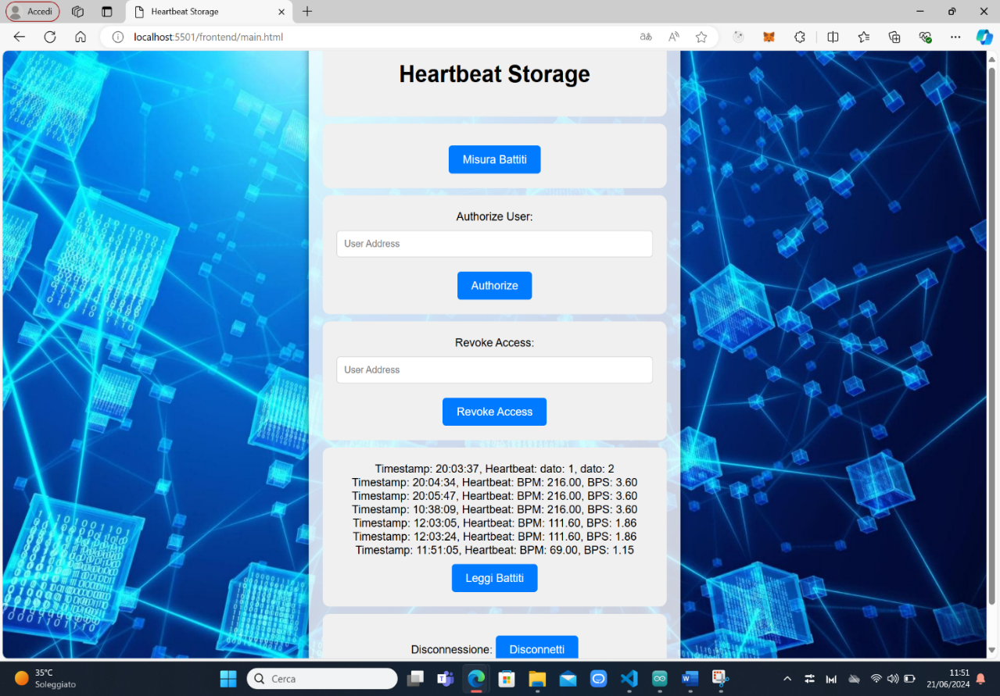 Accedi
Heartbeat Storage
localhost:5501/frontend/main.html
Heartbeat Storage
Misura Battiti
Authorize User:
User Address
Authorize
Revoke Access:
User Address
Revoke Access
Timestamp: 20:03:37, Heartbeat: dato: 1, dato: 2
Timestamp: 20:04:34, Heartbeat: BPM: 216.00, BPS: 3.60
Timestamp: 20:05:47, Heartbeat: BPM: 216.00, BPS: 3.60
Timestamp: 10:38:09, Heartbeat: BPM: 216.00, BPS: 3.60
Timestamp: 12:03:05, Heartbeat: BPM: 111.60, BPS: 1.86
Timestamp: 12:03:24, Heartbeat: BPM: 111.60, BPS: 1.86
Timestamp: 11:51:05, Heartbeat: BPM: 69.00, BPS: 1.15
Leggi Battiti
Disconnessione: Disconnetti
35°C
Soleggiato
Cerca
11:51
21/06/2024